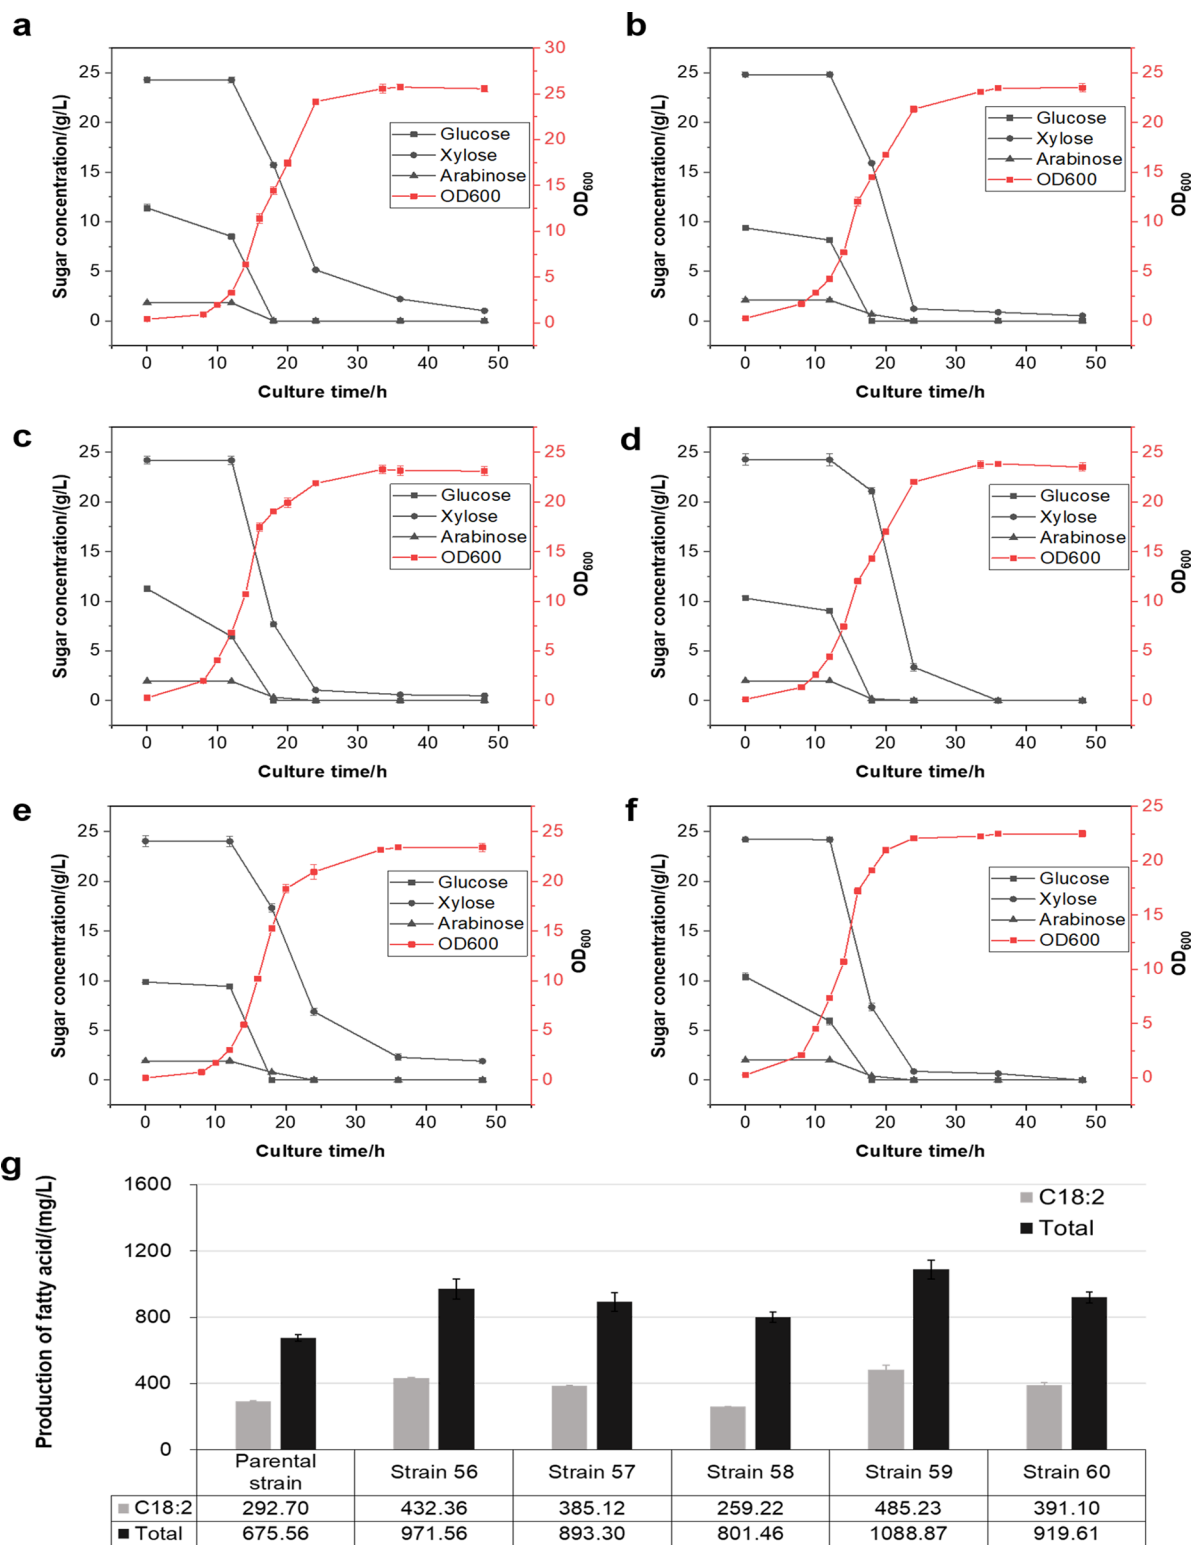 a
Sugar concentration/(g/L)
25
20
15
10
5
0
30
25
20
15
10
5
0
OD600
Glucose
Xylose
Arabinose
OD600
0 10 20 30 40 50
Culture time/h
b
Sugar concentration/(g/L)
25
20
15
10
5
0
25
20
15
10
5
0
OD600
Glucose
Xylose
Arabinose
OD600
0 10 20 30 40 50
Culture time/h
c
Sugar concentration/(g/L)
25
20
15
10
5
0
25
20
15
10
5
0
OD600
Glucose
Xylose
Arabinose
OD600
0 10 20 30 40 50
Culture time/h
d
Sugar concentration/(g/L)
25
20
15
10
5
0
25
20
15
10
5
0
OD600
Glucose
Xylose
Arabinose
OD600
0 10 20 30 40 50
Culture time/h
e
Sugar concentration/(g/L)
25
20
15
10
5
0
25
20
15
10
5
0
OD600
Glucose
Xylose
Arabinose
OD600
0 10 20 30 40 50
Culture time/h
f
Sugar concentration/(g/L)
25
20
15
10
5
0
25
20
15
10
5
0
OD600
Glucose
Xylose
Arabinose
OD600
0 10 20 30 40 50
Culture time/h
g
Production of fatty acid/(mg/L)
1600
1200
800
400
0
C18:2
Total
Parental strain Strain 56 Strain 57 Strain 58 Strain 59 Strain 60
C18:2 292.70 432.36 385.12 259.22 485.23 391.10
Total 675.56 971.56 893.30 801.46 1088.87 919.61